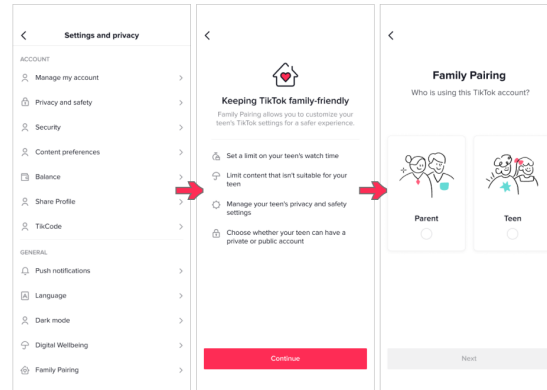 Settings and privacy
ACCOUNT
Manage my account
Privacy and safety
Security
Content preferences
Balance
Share Profile
TikCode
GENERAL
Push notifications
Language
Dark mode
Digital Wellbeing
Family Pairing
Keeping TikTok family-friendly
Family Pairing allows you to customize your
teen's TikTok settings for a safer experience.
Set a limit on your teen's watch time
Limit content that isn't suitable for your
teen
Manage your teen's privacy and safety
settings
Choose whether your teen can have a
private or public account
Continue
Family Pairing
Who is using this TikTok account?
Parent
Teen
Next